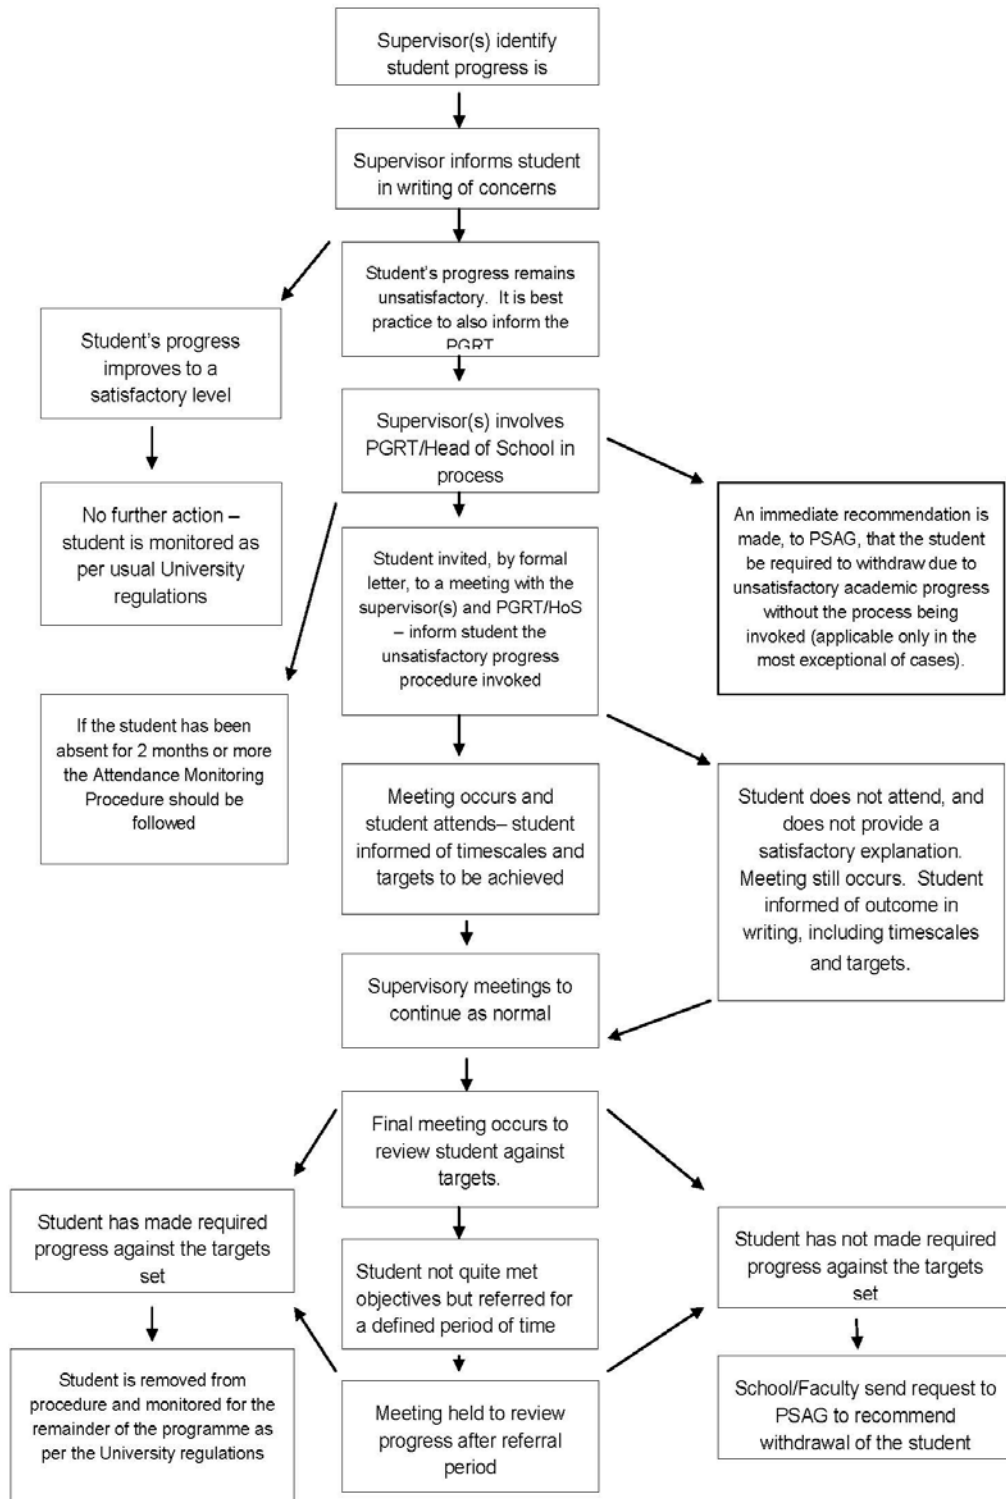 Supervisor(s) identify
student progress is
Supervisor informs student
in writing of concerns
Student’s progress remains
unsatisfactory. It is best
practice to also inform the
PGRT
Student’s progress
improves to a
satisfactory level
Supervisor(s) involves
PGRT/Head of School in
process
No further action –
student is monitored as
per usual University
regulations
Student invited, by formal
letter, to a meeting with the
supervisor(s) and PGRT/HoS
– inform student the
unsatisfactory progress
procedure invoked
An immediate recommendation is
made, to PSAG, that the student
be required to withdraw due to
unsatisfactory academic progress
without the process being
invoked (applicable only in the
most exceptional of cases).
If the student has been
absent for 2 months or more
the Attendance Monitoring
Procedure should be
followed
Meeting occurs and
student attends– student
informed of timescales and
targets to be achieved
Student does not attend, and
does not provide a
satisfactory explanation.
Meeting still occurs. Student
informed of outcome in
writing, including timescales
and targets.
Supervisory meetings to
continue as normal
Final meeting occurs to
review student against
targets.
Student has made required
progress against the targets
set
Student not quite met
objectives but referred for
a defined period of time
Student has not made required
progress against the targets
set
Student is removed from
procedure and monitored for the
remainder of the programme as
per the University regulations
Meeting held to review
progress after referral
period
School/Faculty send request to
PSAG to recommend
withdrawal of the student